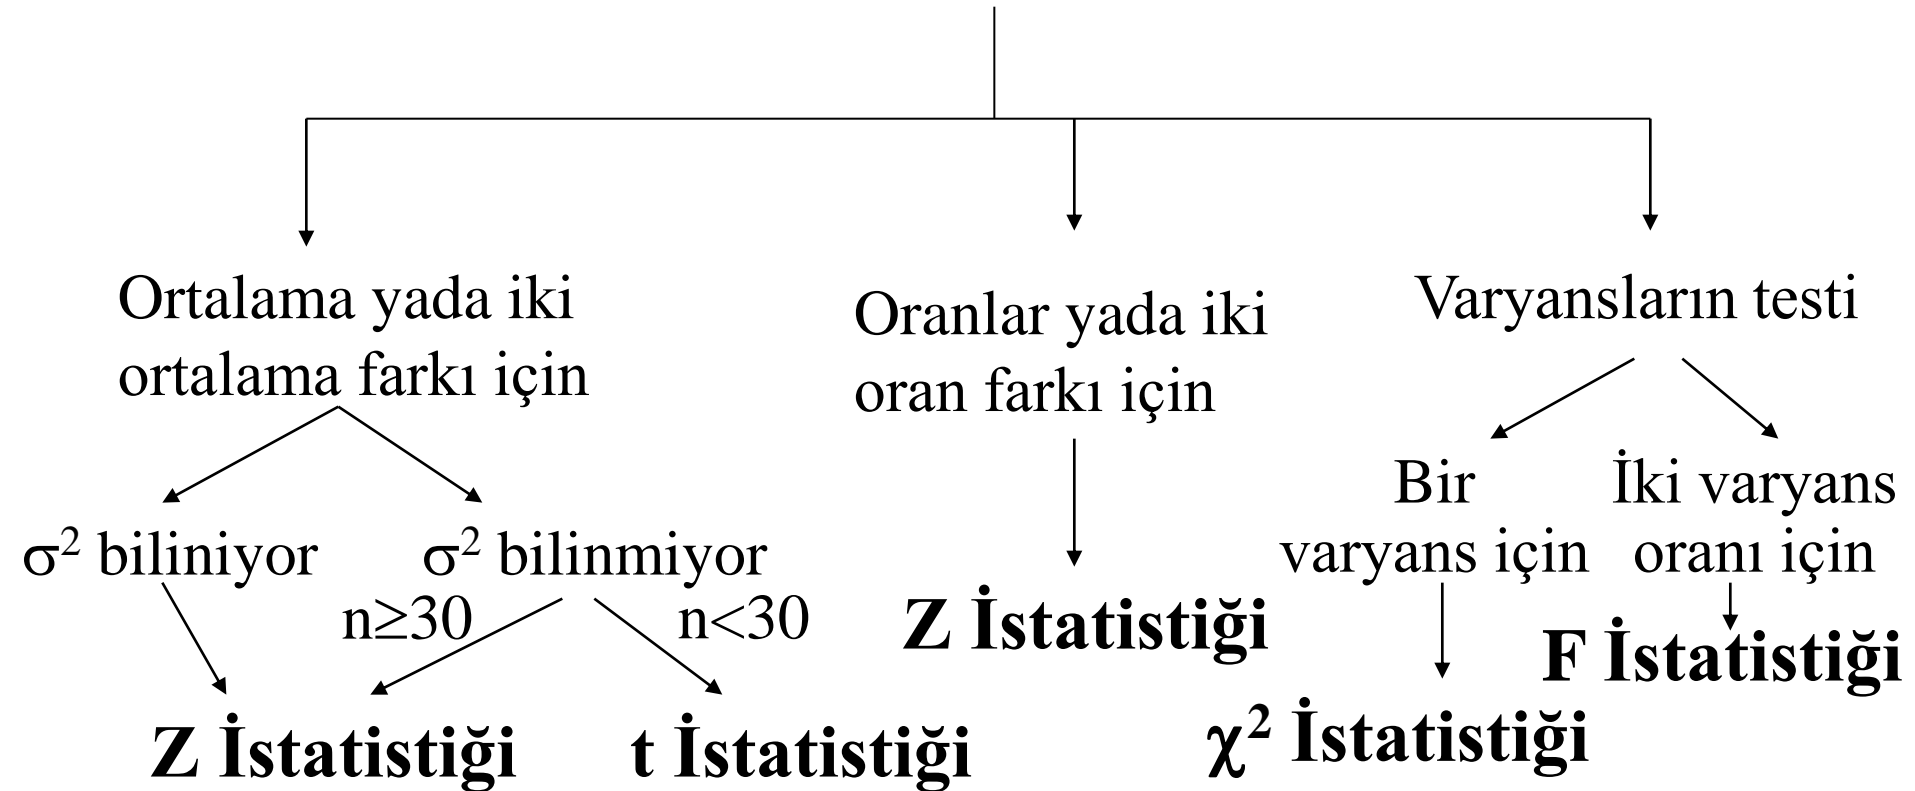 Ortalama yada iki
ortalama farkı için
σ² biliniyor
σ² bilinmiyor
n≥30
n<30
Z İstatistiği
t İstatistiği
Oranlar yada iki
oran farkı için
Z İstatistiği
Varyansların testi
Bir
varyans için
χ² İstatistiği
İki varyans
oranı için
F İstatistiği